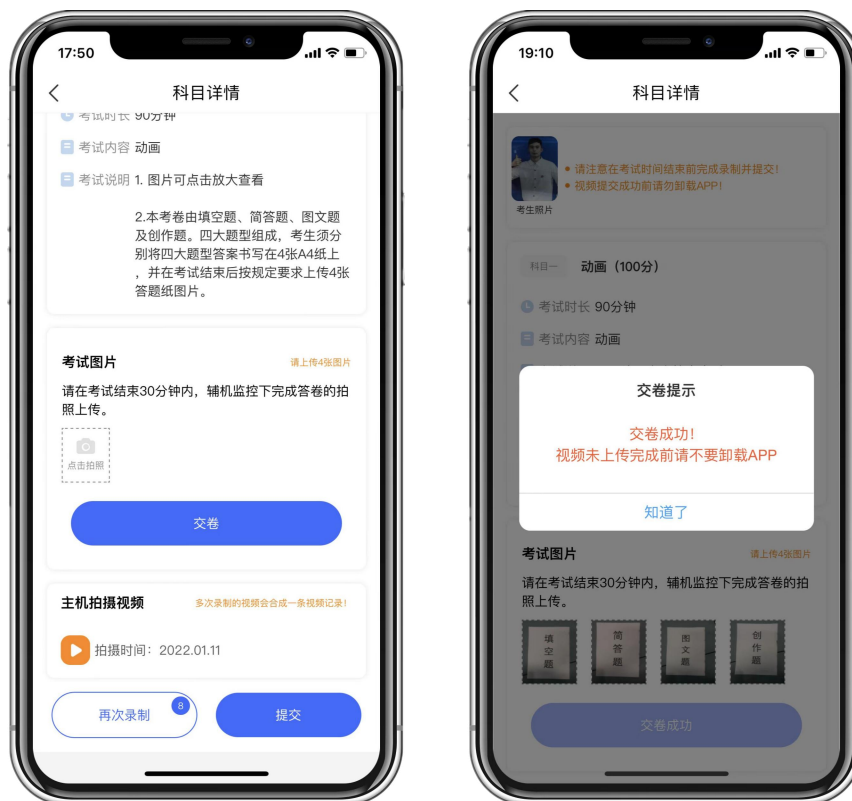 17:50
科目详情
考试时长 90分钟
考试内容 动画
考试说明 1. 图片可点击放大查看
2.本考卷由填空题、简答题、图文题
及创作题。四大题型组成，考生须分
别将四大题型答案书写在4张A4纸上
，并在考试结束后按规定要求上传4张
答题纸图片。
考试图片
请上传4张图片
请在考试结束30分钟内，辅机监控下完成答卷的拍
照上传。
点击拍照
交卷
主机拍摄视频
多次录制的视频会合成一条视频记录！
拍摄时间：2022.01.11
再次录制
8
提交
19:10
科目详情
请注意在考试时间结束前完成录制并提交！
视频提交成功前请勿卸载APP！
考生照片
科目一 动画（100分）
考试时长 90分钟
考试内容 动画
交卷提示
交卷成功！
视频未上传完成前请不要卸载APP
知道了
考试图片
请上传4张图片
请在考试结束30分钟内，辅机监控下完成答卷的拍
照上传。
填空题
简答题
图文题
创作题
交卷成功